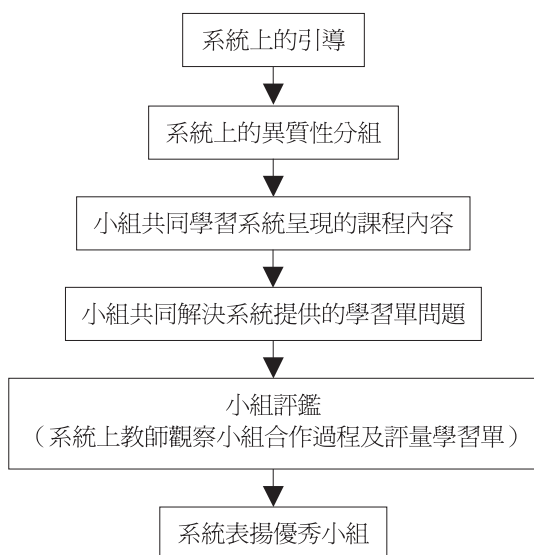 系統上的引導
系統上的異質性分組
小組共同學習系統呈現的課程內容
小組共同解決系統提供的學習單問題
小組評鑑
（系統上教師觀察小組合作過程及評量學習單）
系統表揚優秀小組